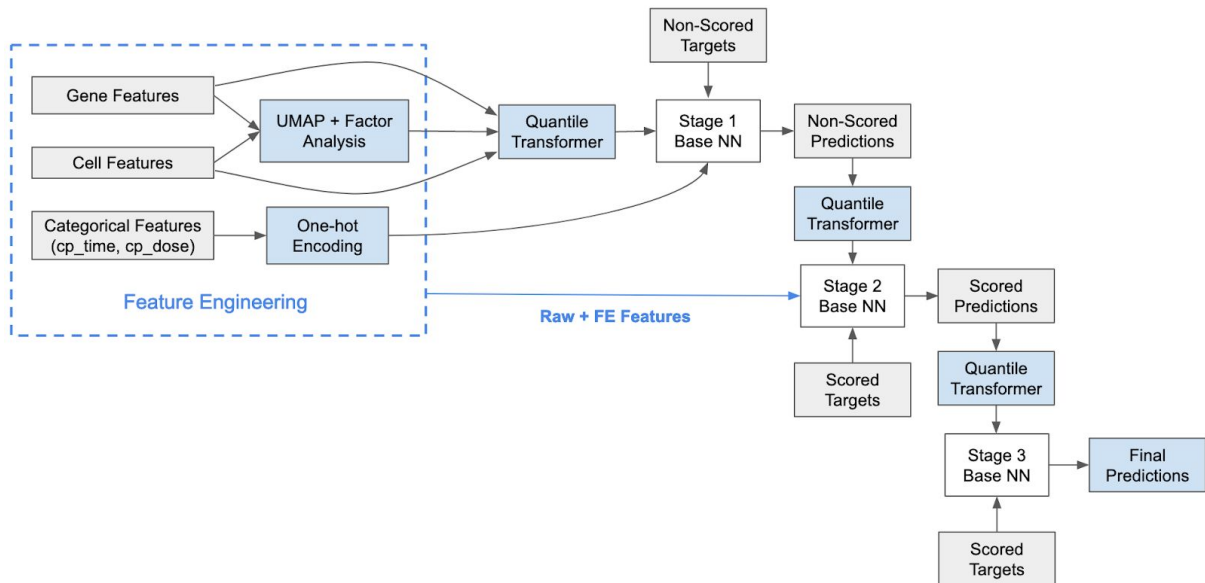 Non-Scored
Targets
Gene Features
Cell Features
UMAP + Factor
Analysis
Quantile
Transformer
Stage 1
Base NN
Non-Scored
Predictions
Categorical Features
(cp_time, cp_dose)
One-hot
Encoding
Quantile
Transformer
Feature Engineering
Raw + FE Features
Stage 2
Base NN
Scored
Predictions
Scored
Targets
Quantile
Transformer
Stage 3
Base NN
Final
Predictions
Scored
Targets